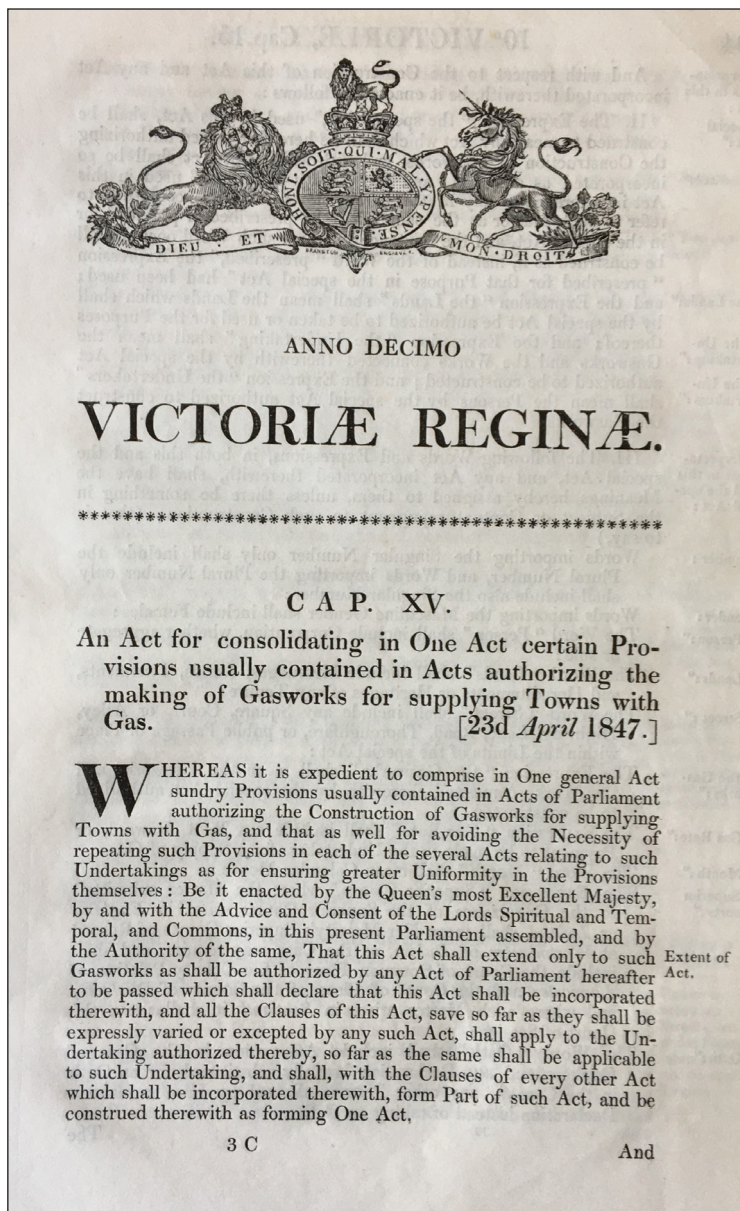 HONI·SOIT·QUI·MAL·Y·PENSE
DIEU · ET
MON·DROIT
ANNO DECIMO
VICTORIÆ REGINÆ.
CAP. XV.
An Act for consolidating in One Act certain Pro-
visions usually contained in Acts authorizing the
making of Gasworks for supplying Towns with
Gas. [23d April 1847.]
WHEREAS it is expedient to comprise in One general Act
sundry Provisions usually contained in Acts of Parliament
authorizing the Construction of Gasworks for supplying
Towns with Gas, and that as well for avoiding the Necessity of
repeating such Provisions in each of the several Acts relating to such
Undertakings as for ensuring greater Uniformity in the Provisions
themselves: Be it enacted by the Queen's most Excellent Majesty,
by and with the Advice and Consent of the Lords Spiritual and Tem-
poral, and Commons, in this present Parliament assembled, and by
the Authority of the same, That this Act shall extend only to such
Extent of
Gasworks as shall be authorized by any Act of Parliament hereafter
Act.
to be passed which shall declare that this Act shall be incorporated
therewith, and all the Clauses of this Act, save so far as they shall be
expressly varied or excepted by any such Act, shall apply to the Un-
dertaking authorized thereby, so far as the same shall be applicable
to such Undertaking, and shall, with the Clauses of every other Act
which shall be incorporated therewith, form Part of such Act, and be
construed therewith as forming One Act.
3 C
And